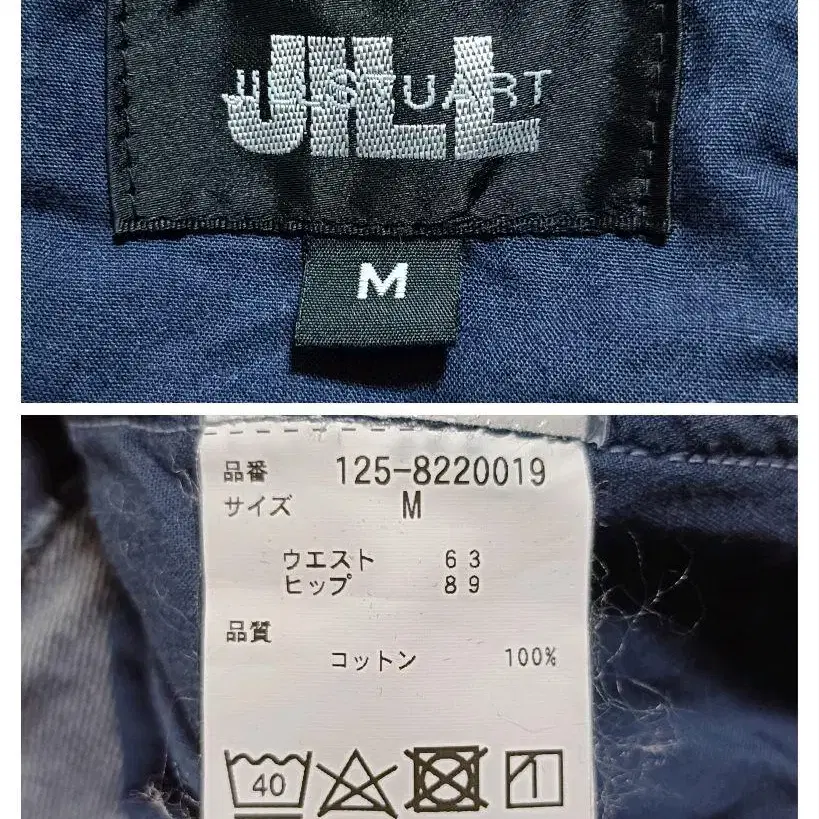 JILL
JILLSTUART
M
品番 125-8220019
サイズ M
ウエスト 63
ヒップ 89
品質
コットン 100%
40